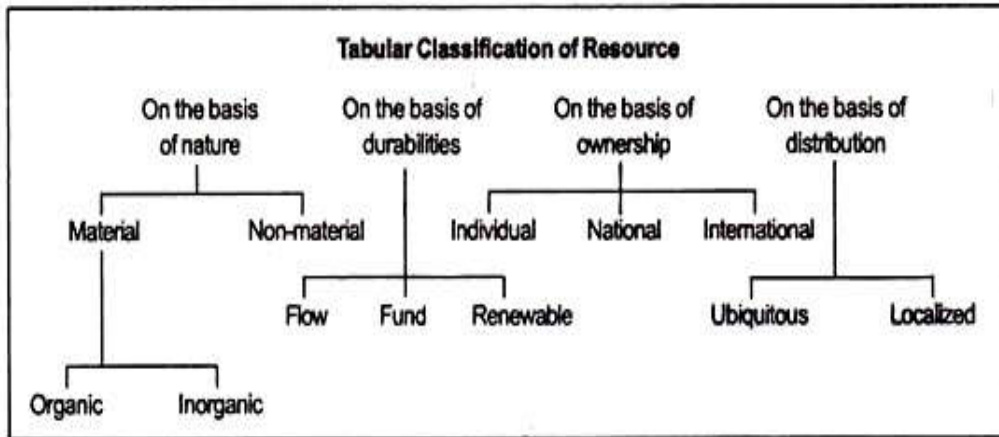 Tabular Classification of Resource
On the basis
of nature
On the basis of
durabilities
On the basis of
ownership
On the basis of
distribution
Material
Non-material
Individual
National
International
Flow
Fund
Renewable
Ubiquitous
Localized
Organic
Inorganic